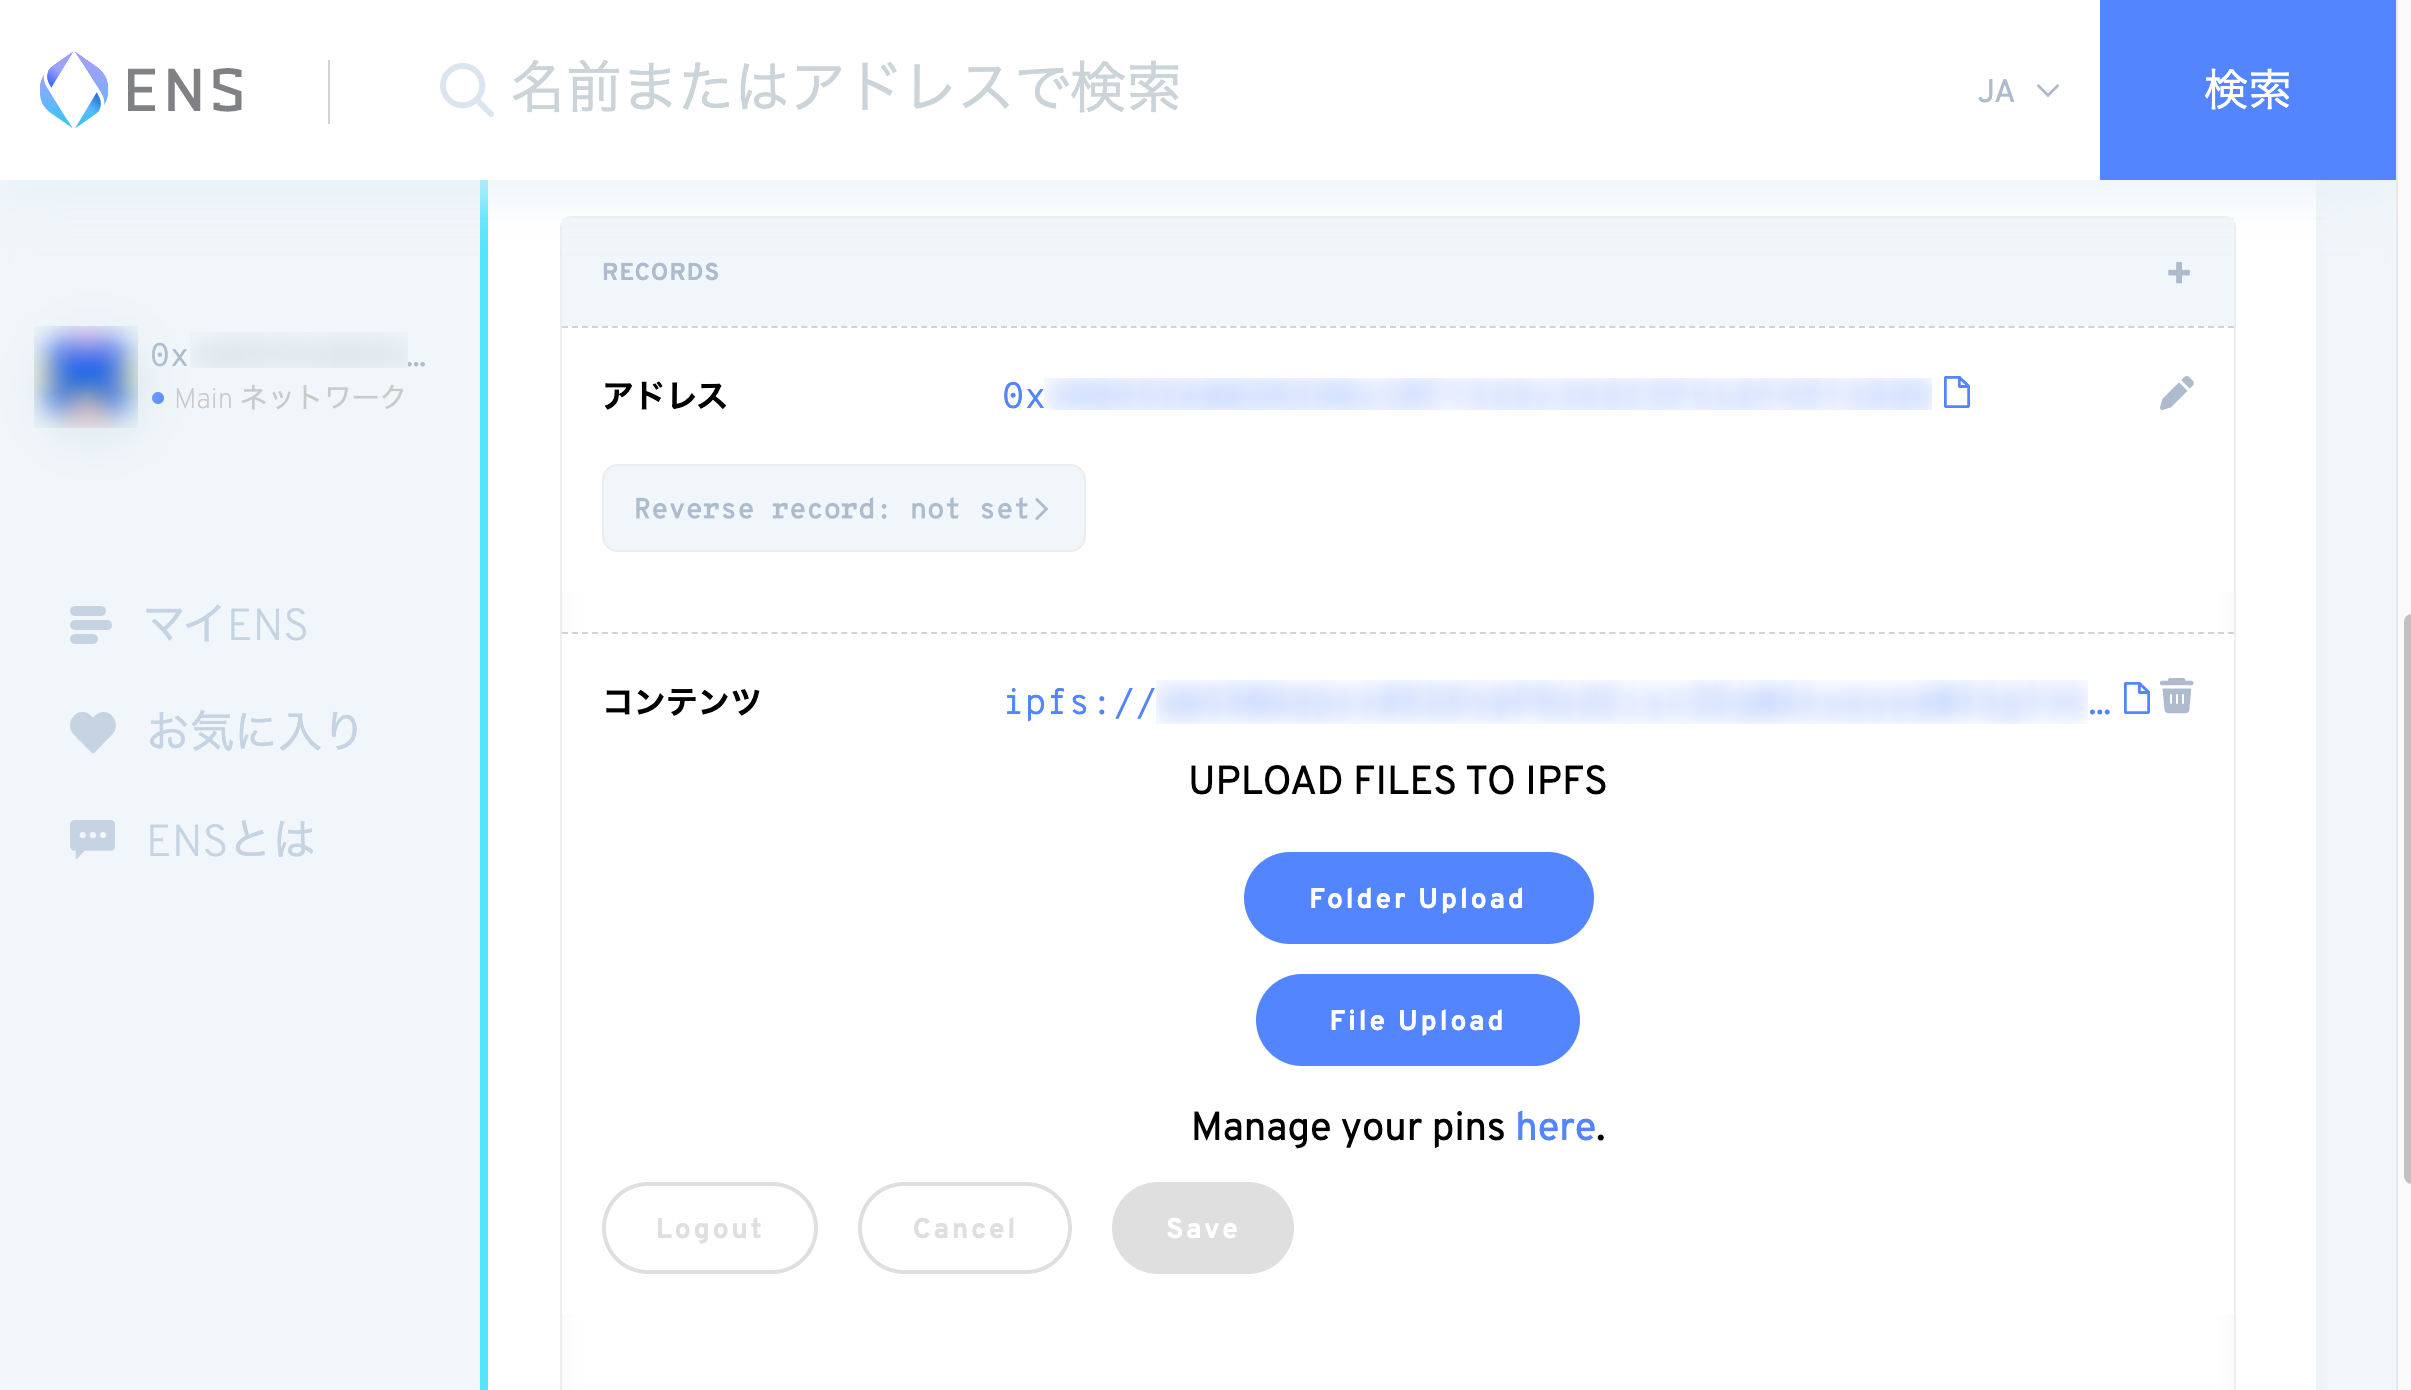 ENS
名前またはアドレスで検索
JA
検索
0x...
Main ネットワーク
マイENS
お気に入り
ENSとは
RECORDS
アドレス
0x
Reverse record: not set
コンテンツ
ipfs://...
UPLOAD FILES TO IPFS
Folder Upload
File Upload
Manage your pins here.
Logout
Cancel
Save